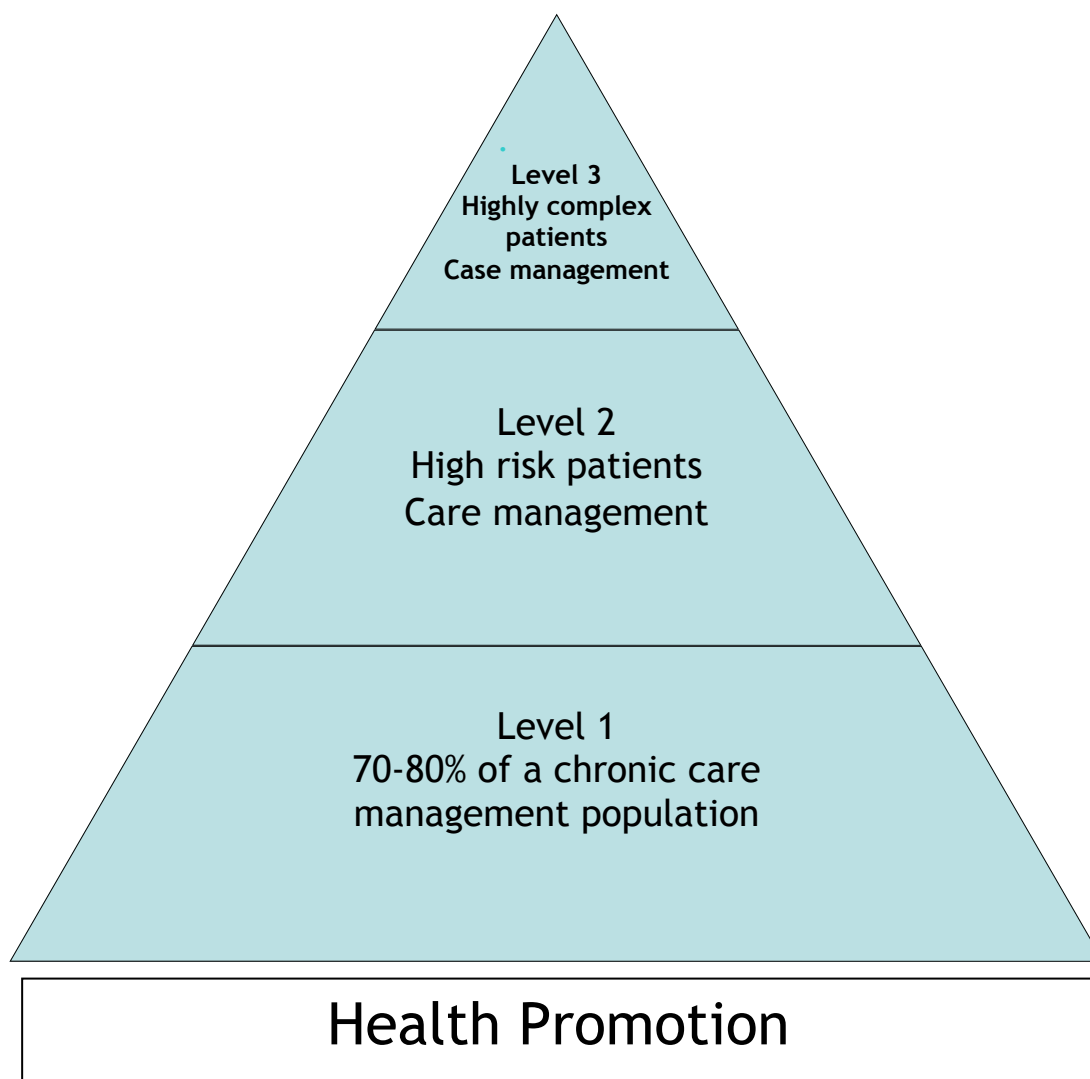 Level 3
Highly complex
patients
Case management
Level 2
High risk patients
Care management
Level 1
70-80% of a chronic care
management population
Health Promotion